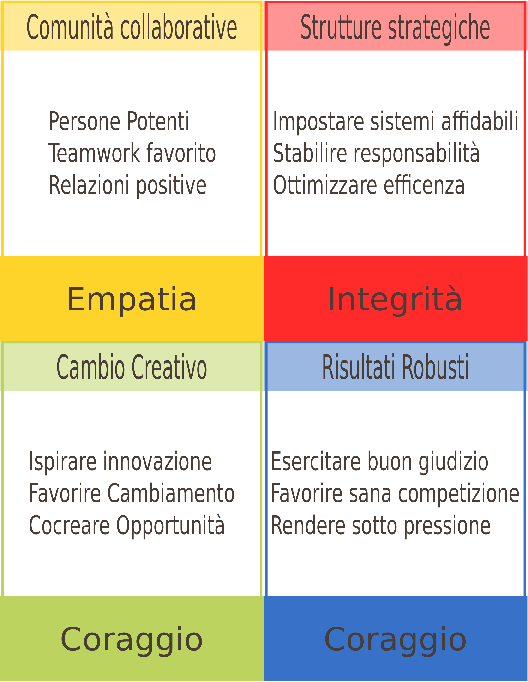 Comunità collaborative
Persone Potenti
Teamwork favorito
Relazioni positive
Empatia
Strutture strategiche
Impostare sistemi affidabili
Stabilire responsabilità
Ottimizzare efficenza
Integrità
Cambio Creativo
Ispirare innovazione
Favorire Cambiamento
Cocreare Opportunità
Coraggio
Risultati Robusti
Esercitare buon giudizio
Favorire sana competizione
Rendere sotto pressione
Coraggio